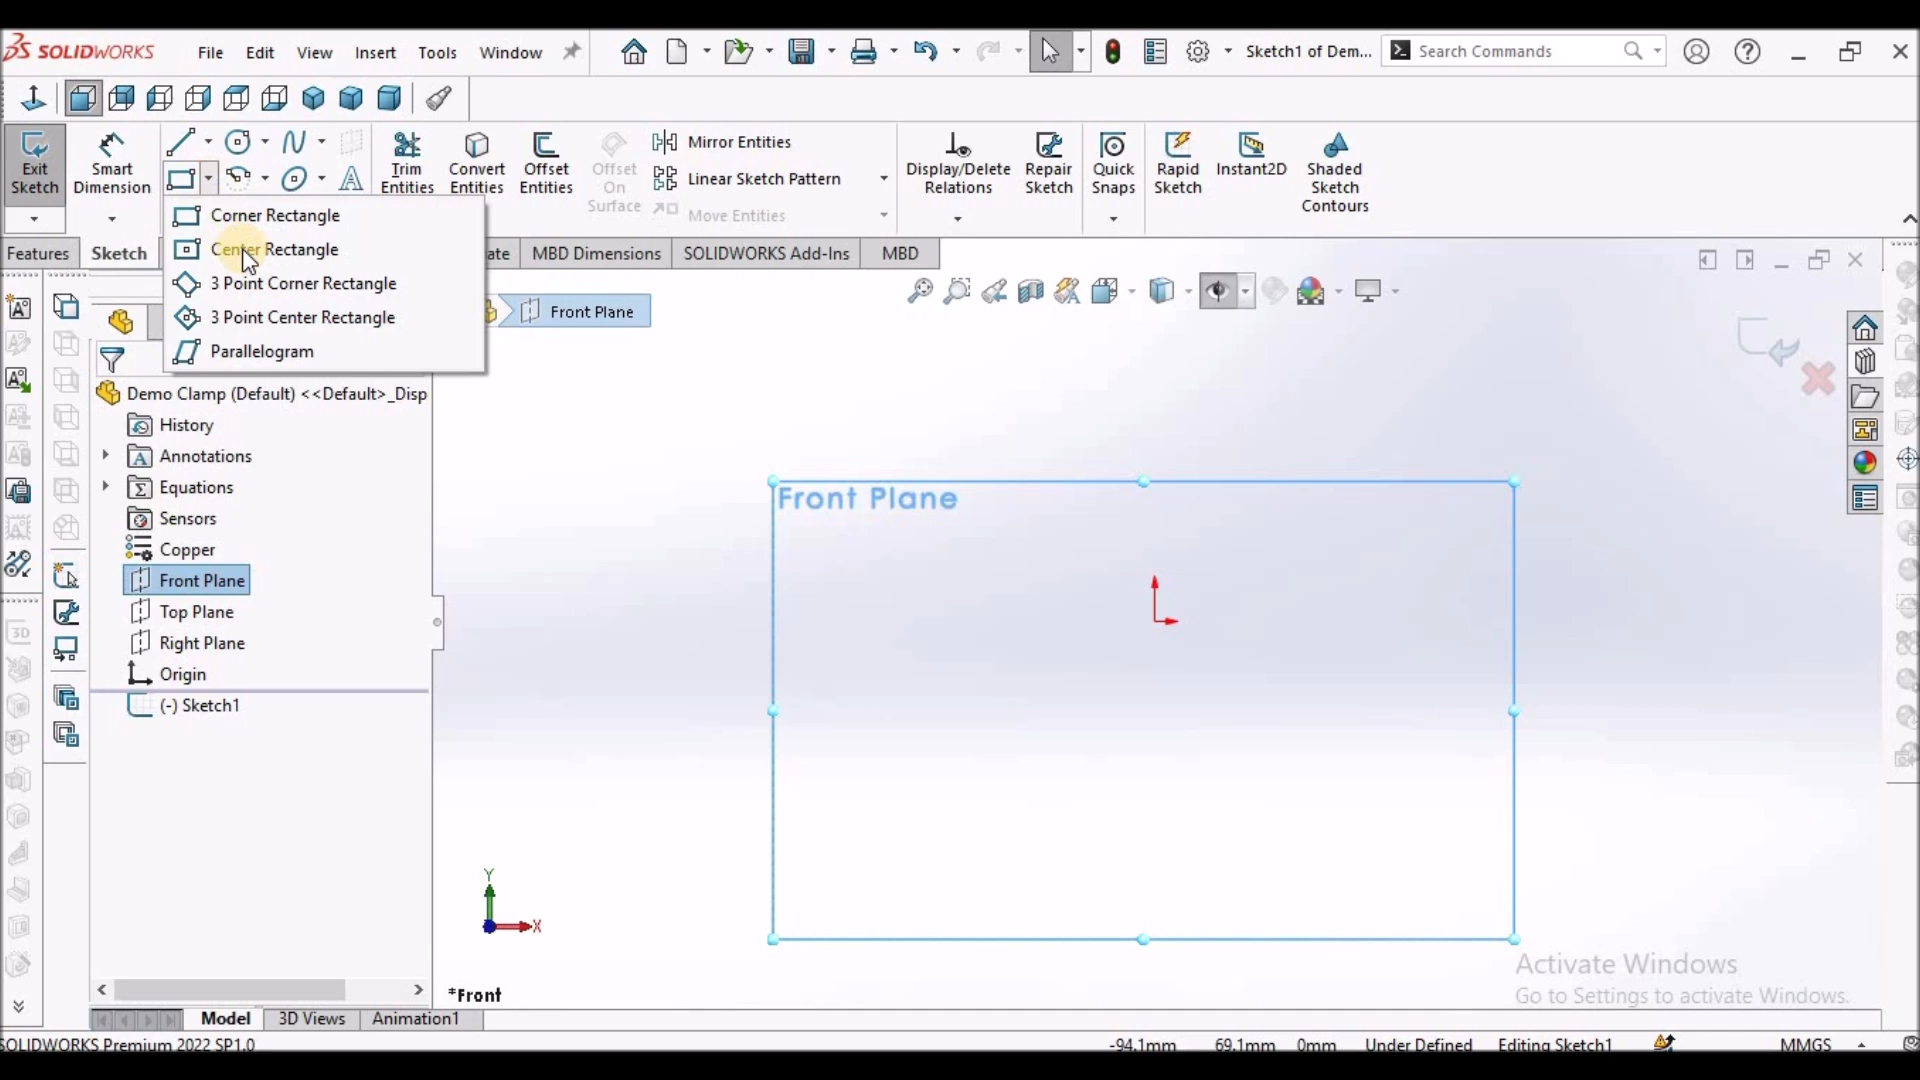 SOLIDWORKS File Edit View Insert Tools Window Sketch1 of Dem... Search Commands
Exit Sketch
Smart Dimension
Trim Entities
Convert Entities
Offset Entities
Offset On Surface
Mirror Entities
Linear Sketch Pattern
Move Entities
Display/Delete Relations
Repair Sketch
Quick Snaps
Rapid Sketch
Instant2D
Shaded Sketch Contours
Corner Rectangle
Center Rectangle
3 Point Corner Rectangle
3 Point Center Rectangle
Parallelogram
Features Sketch ate MBD Dimensions SOLIDWORKS Add-Ins MBD
Front Plane
Demo Clamp (Default) <<Default>_Disp
History
Annotations
Equations
Sensors
Copper
Front Plane
Top Plane
Right Plane
Origin
(-) Sketch1
Front Plane
Y
X
*Front
Activate Windows
Go to Settings to activate Windows.
Model 3D Views Animation1
SOLIDWORKS Premium 2022 SP1.0 -94.1mm 69.1mm 0mm Under Defined Editing Sketch1 MMGS